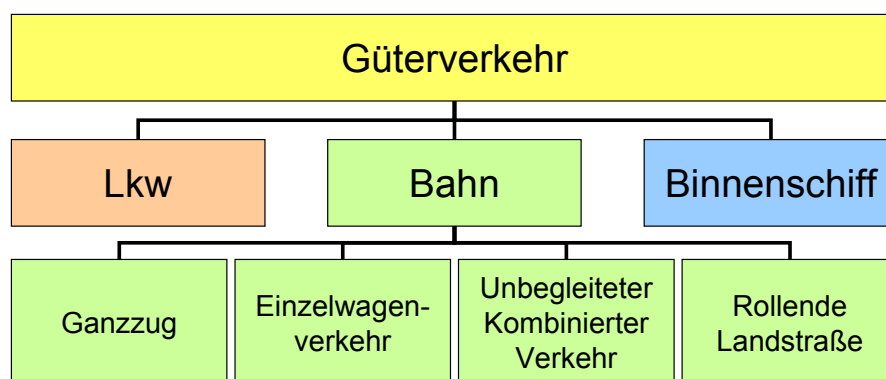 Güterverkehr
Lkw
Bahn
Binnenschiff
Ganzzug
Einzelwagen-
verkehr
Unbegleiteter
Kombinierter
Verkehr
Rollende
Landstraße